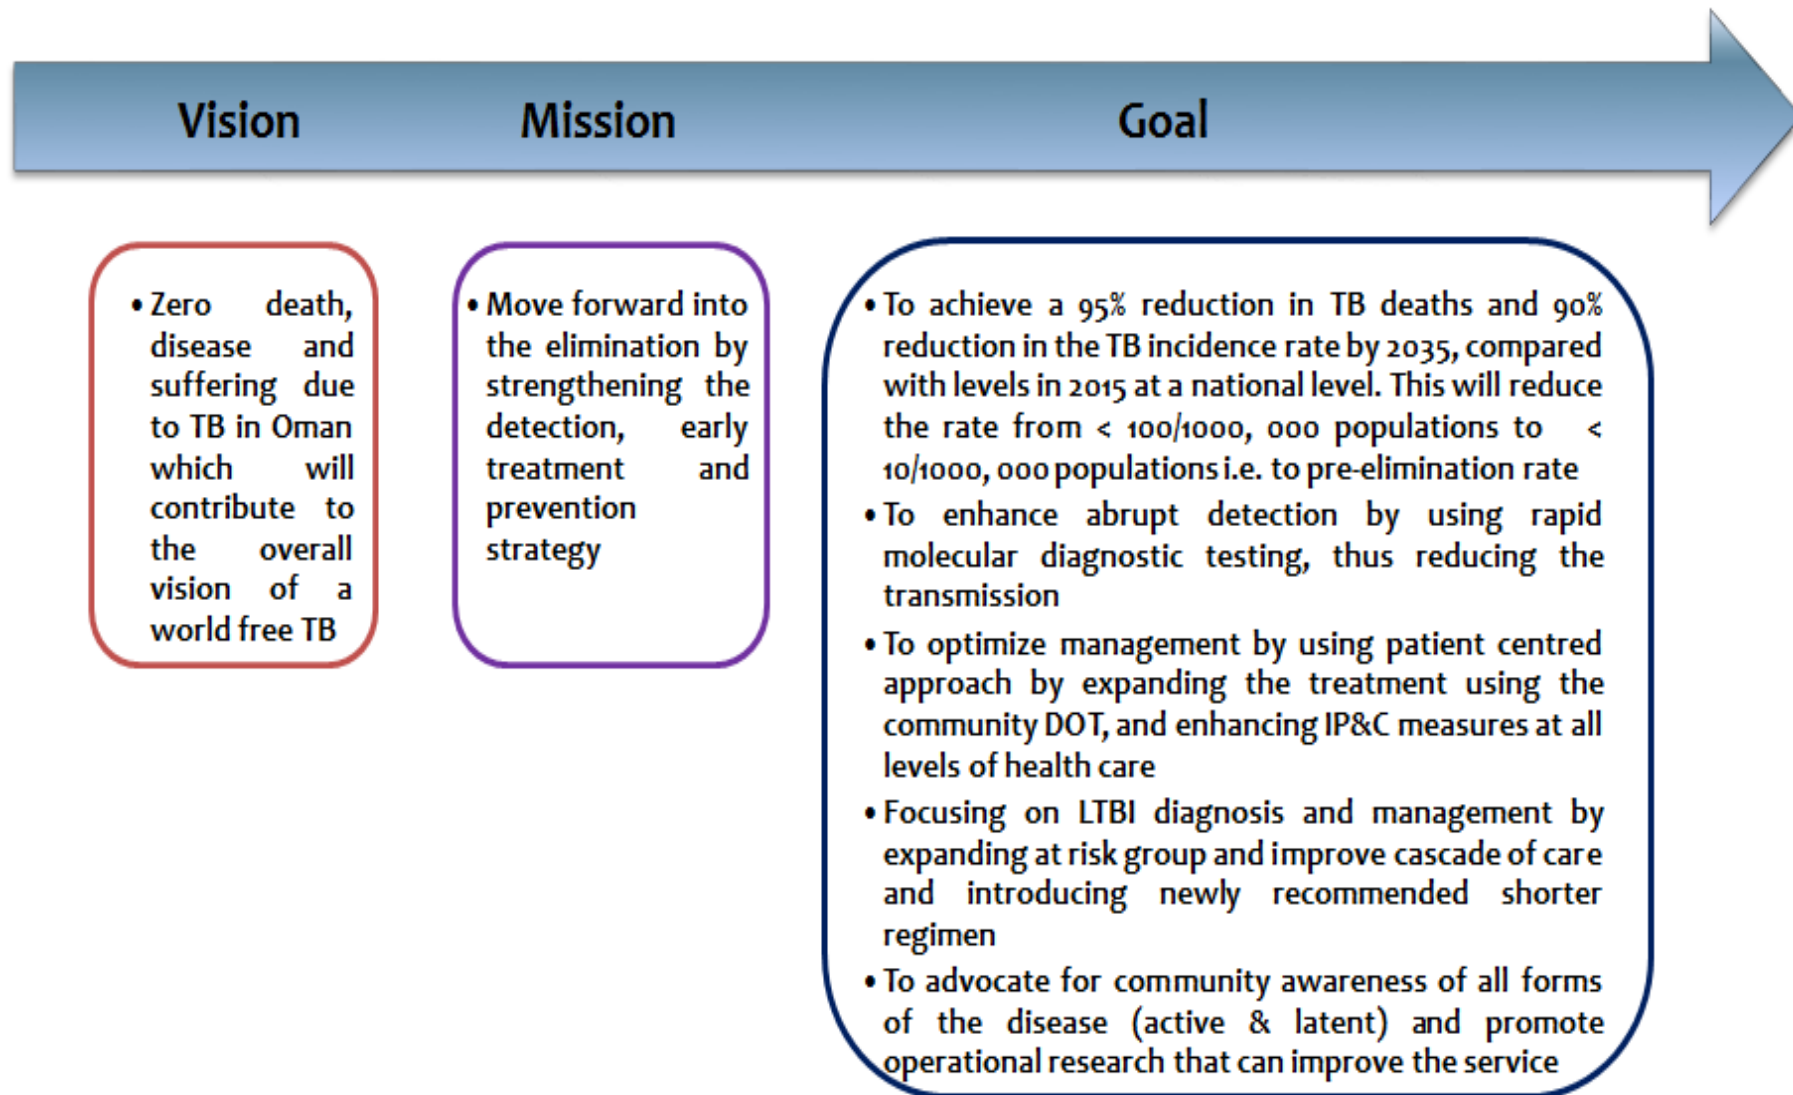 Vision Mission Goal
• Zero death,
disease and
suffering due
to TB in Oman
which will
contribute to
the overall
vision of a
world free TB
• Move forward into
the elimination by
strengthening the
detection, early
treatment and
prevention
strategy
• To achieve a 95% reduction in TB deaths and 90%
reduction in the TB incidence rate by 2035, compared
with levels in 2015 at a national level. This will reduce
the rate from < 100/1000, 000 populations to <
10/1000, 000 populations i.e. to pre-elimination rate
• To enhance abrupt detection by using rapid
molecular diagnostic testing, thus reducing the
transmission
• To optimize management by using patient centred
approach by expanding the treatment using the
community DOT, and enhancing IP&C measures at all
levels of health care
• Focusing on LTBI diagnosis and management by
expanding at risk group and improve cascade of care
and introducing newly recommended shorter
regimen
• To advocate for community awareness of all forms
of the disease (active & latent) and promote
operational research that can improve the service